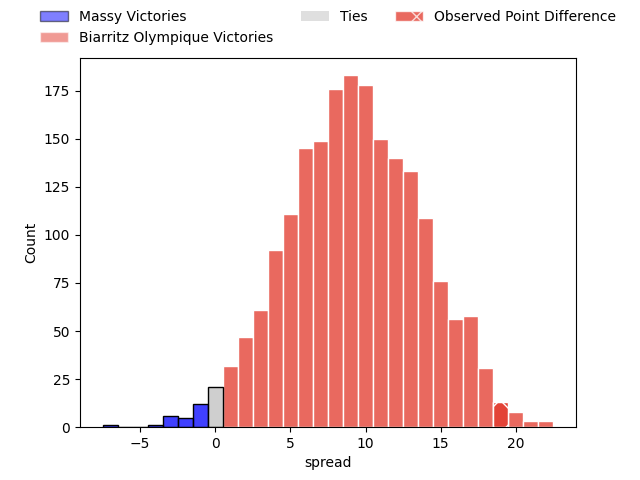 Massy Victories
Ties
Observed Point Difference
Biarritz Olympique Victories
175
150
125
100
75
50
25
0
Count
−5
0
5
10
15
20
spread